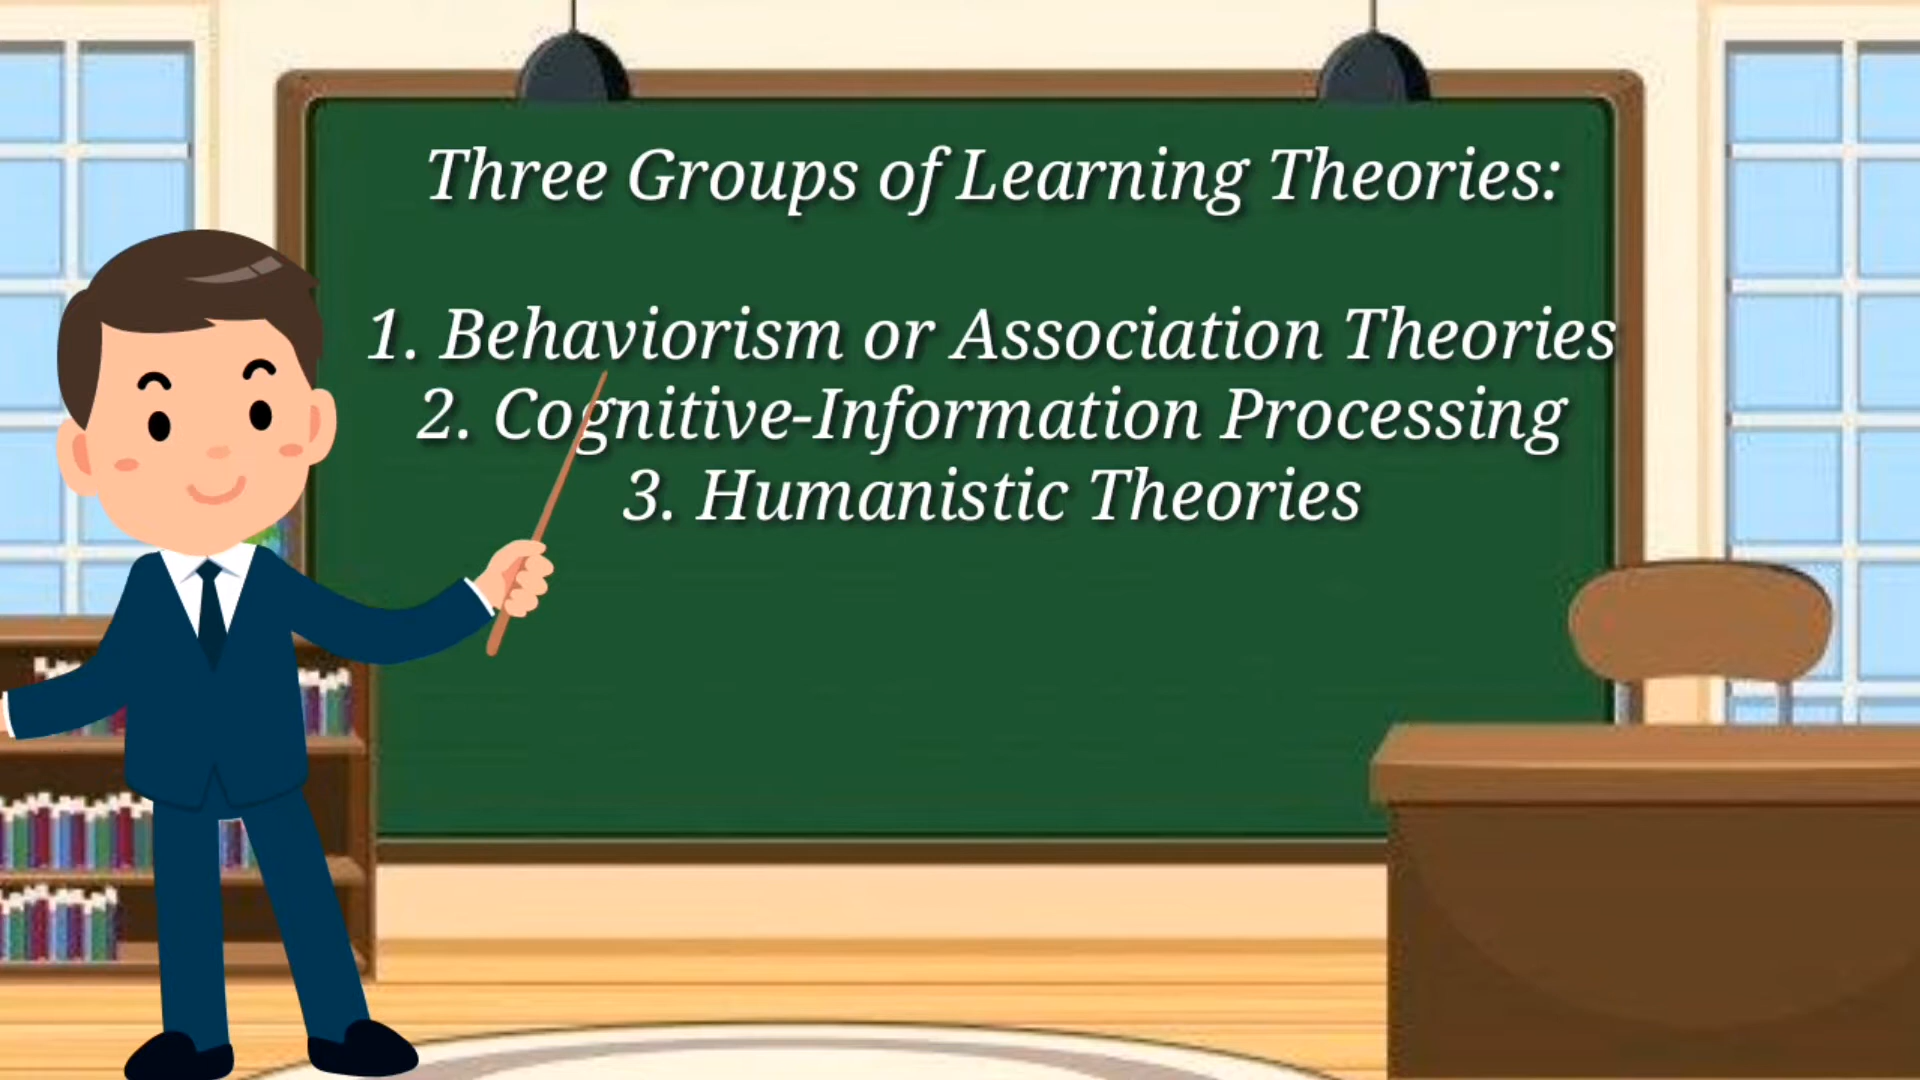 Three Groups of Learning Theories:
1. Behaviorism or Association Theories
2. Cognitive-Information Processing
3. Humanistic Theories